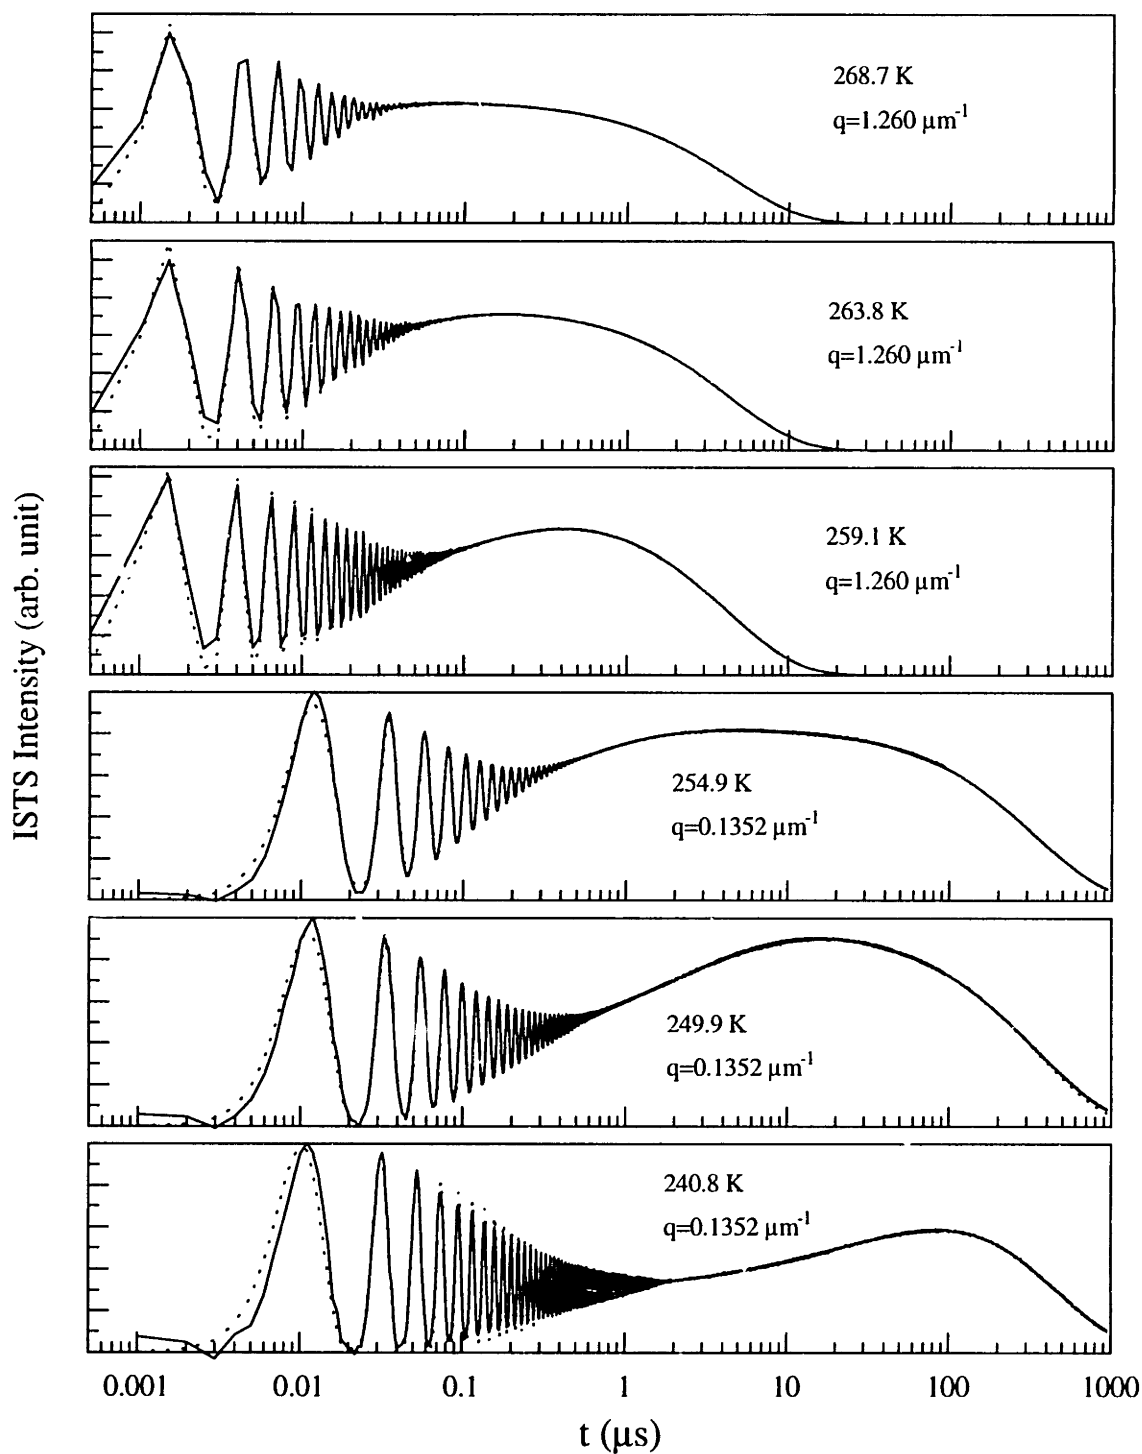 268.7 K
q=1.260 μm⁻¹
263.8 K
q=1.260 μm⁻¹
259.1 K
q=1.260 μm⁻¹
ISTS Intensity (arb. unit)
254.9 K
q=0.1352 μm⁻¹
249.9 K
q=0.1352 μm⁻¹
240.8 K
q=0.1352 μm⁻¹
0.001 0.01 0.1 1 10 100 1000
t (μs)